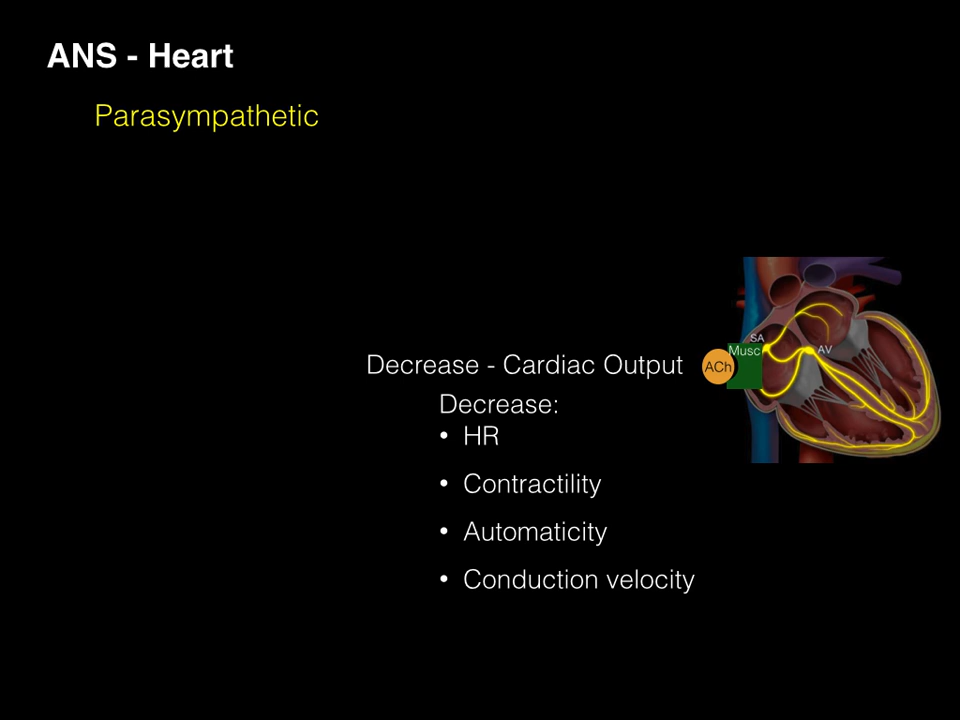 ANS - Heart
Parasympathetic
SA
Musc
AV
Decrease - Cardiac Output
ACh
Decrease:
• HR
• Contractility
• Automaticity
• Conduction velocity